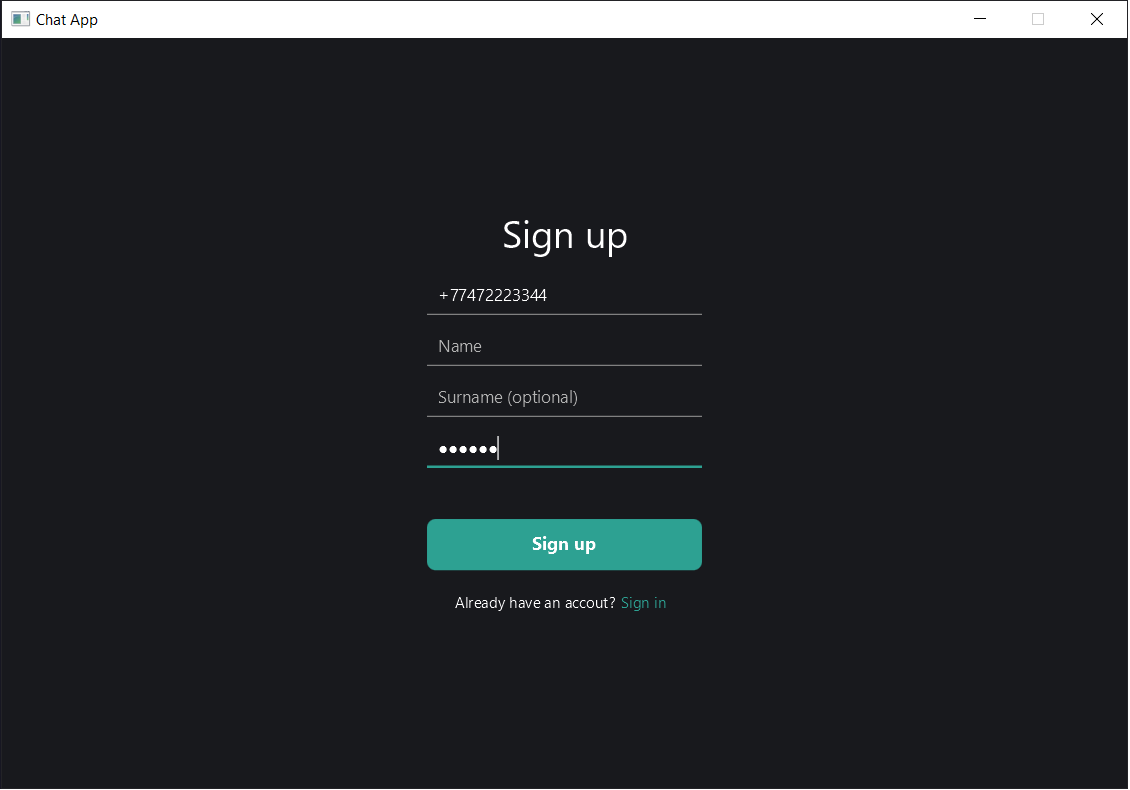 Chat App
Sign up
+77472223344
Name
Surname (optional)
••••••
Sign up
Already have an accout? Sign in